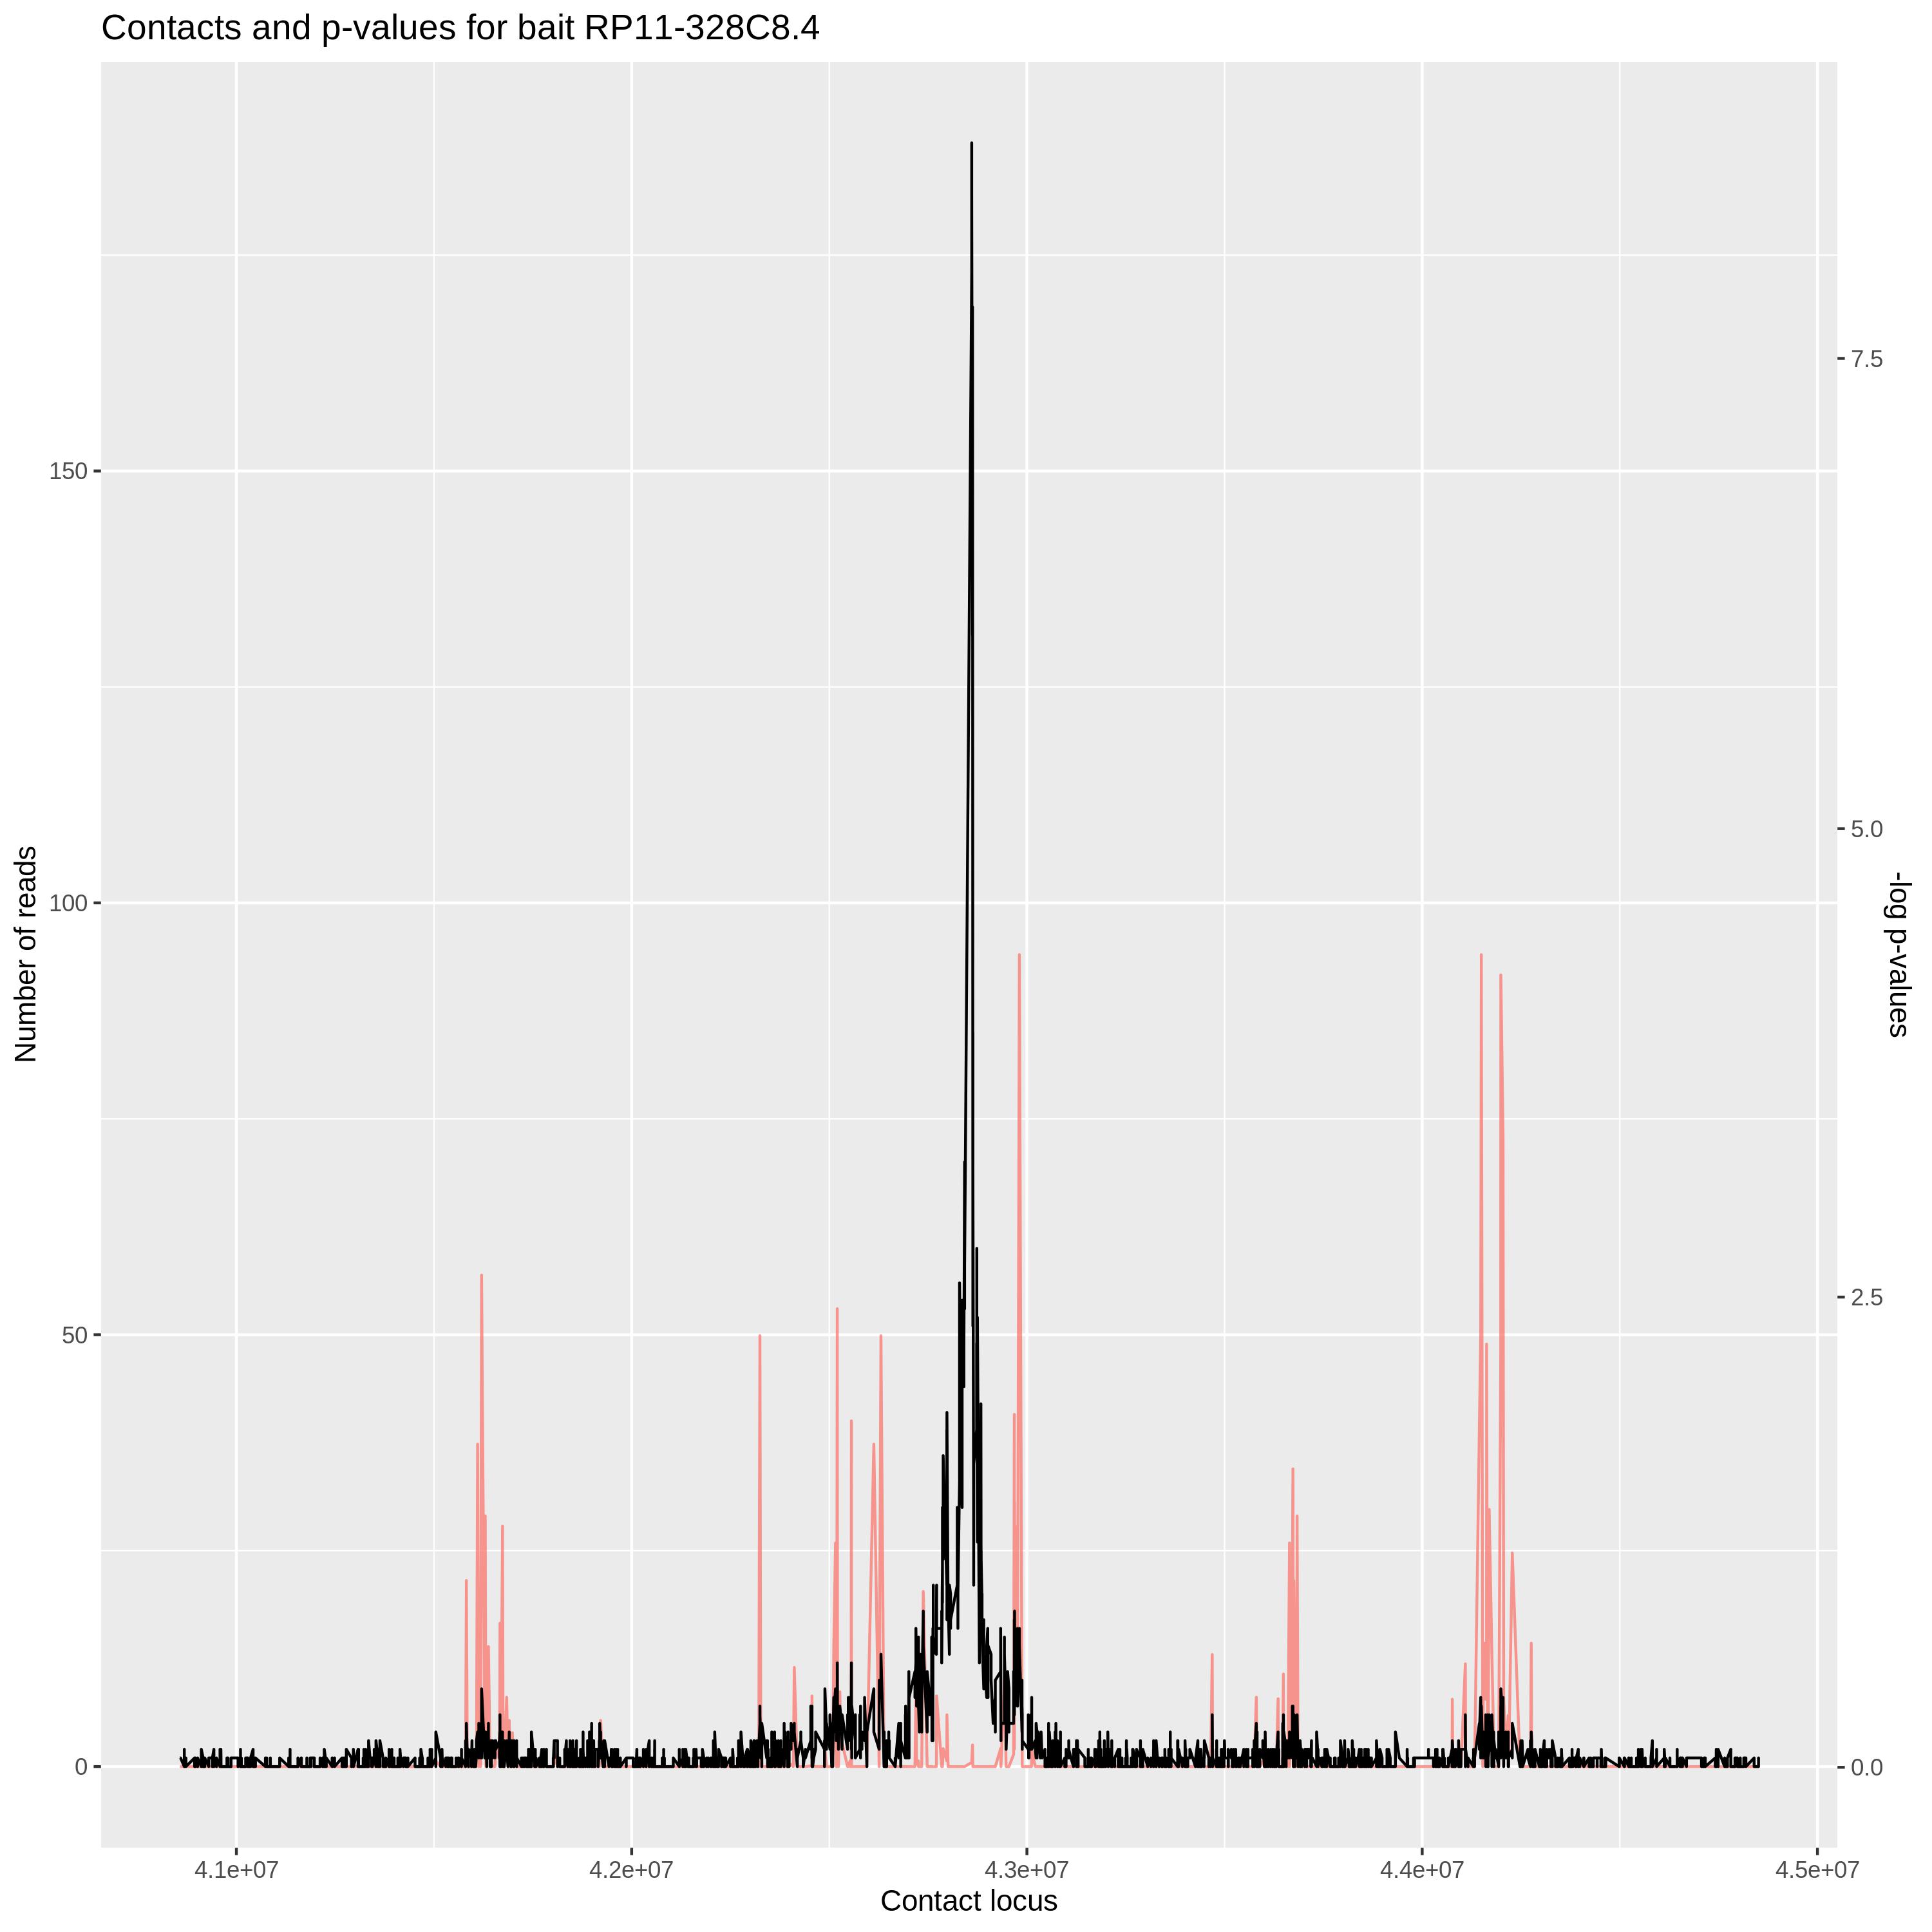 Contacts and p-values for bait RP11-328C8.4
Number of reads
150
100
50
0
7.5
5.0
2.5
0.0
-log p-values
4.1e+07
4.2e+07
4.3e+07
4.4e+07
4.5e+07
Contact locus